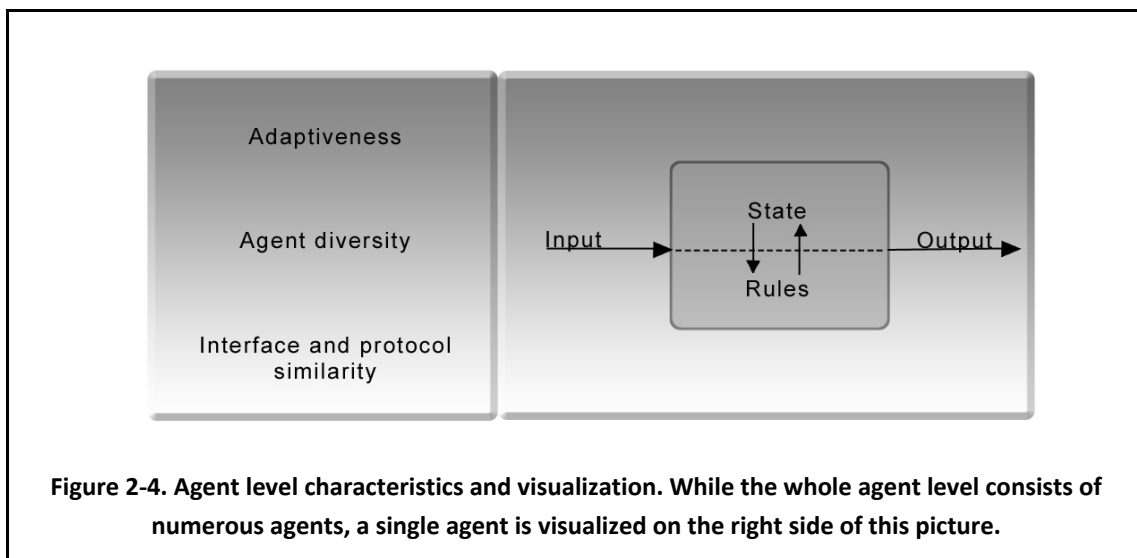 Adaptiveness
Agent diversity
Interface and protocol
similarity
State
Input
Output
Rules
Figure 2-4. Agent level characteristics and visualization. While the whole agent level consists of
numerous agents, a single agent is visualized on the right side of this picture.